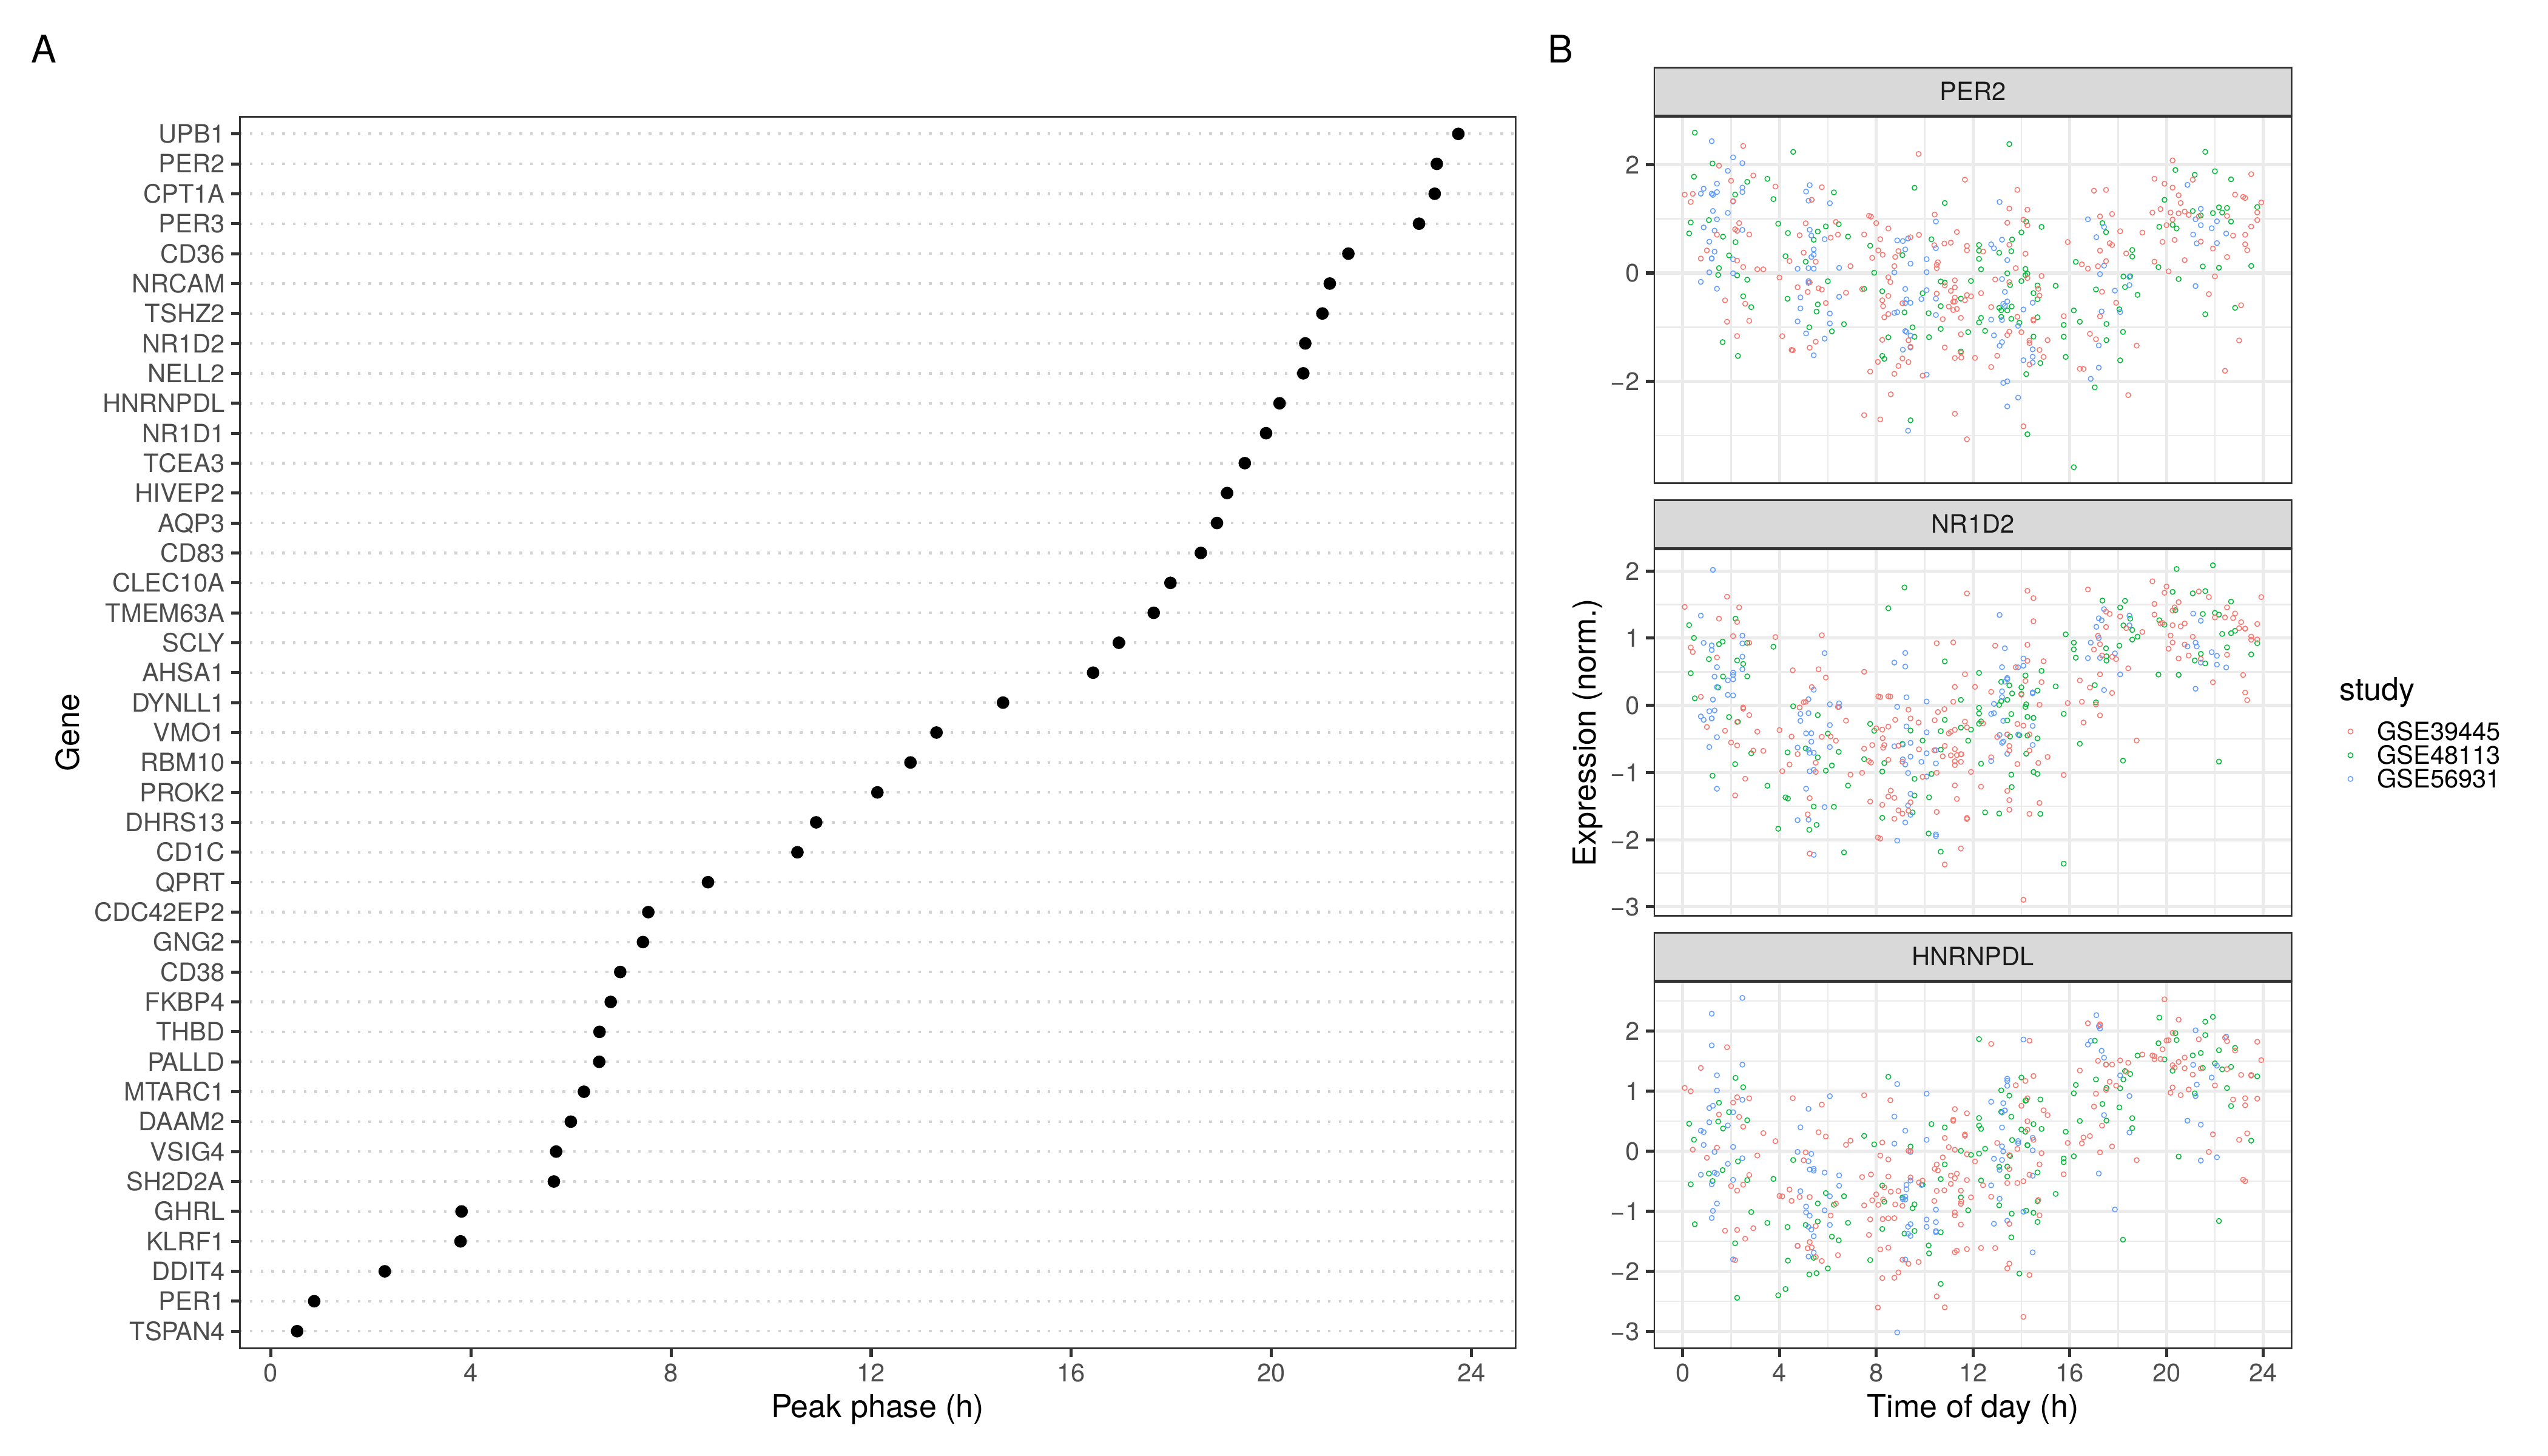 A
UPB1
PER2
CPT1A
PER3
CD36
NRCAM
TSHZ2
NR1D2
NELL2
HNRNPDL
NR1D1
TCEA3
HIVEP2
AQP3
CD83
CLEC10A
TMEM63A
SCLY
AHSA1
DYNLL1
VMO1
RBM10
PROK2
DHRS13
CD1C
QPRT
CDC42EP2
GNG2
CD38
FKBP4
THBD
PALLD
MTARC1
DAAM2
VSIG4
SH2D2A
GHRL
KLRF1
DDIT4
PER1
TSPAN4
Gene
0 4 8 12 16 20 24
Peak phase (h)
B
PER2
2
0
−2
NR1D2
2
1
0
−1
−2
−3
HNRNPDL
2
1
0
−1
−2
−3
Expression (norm.)
0 4 8 12 16 20 24
Time of day (h)
study
GSE39445
GSE48113
GSE56931